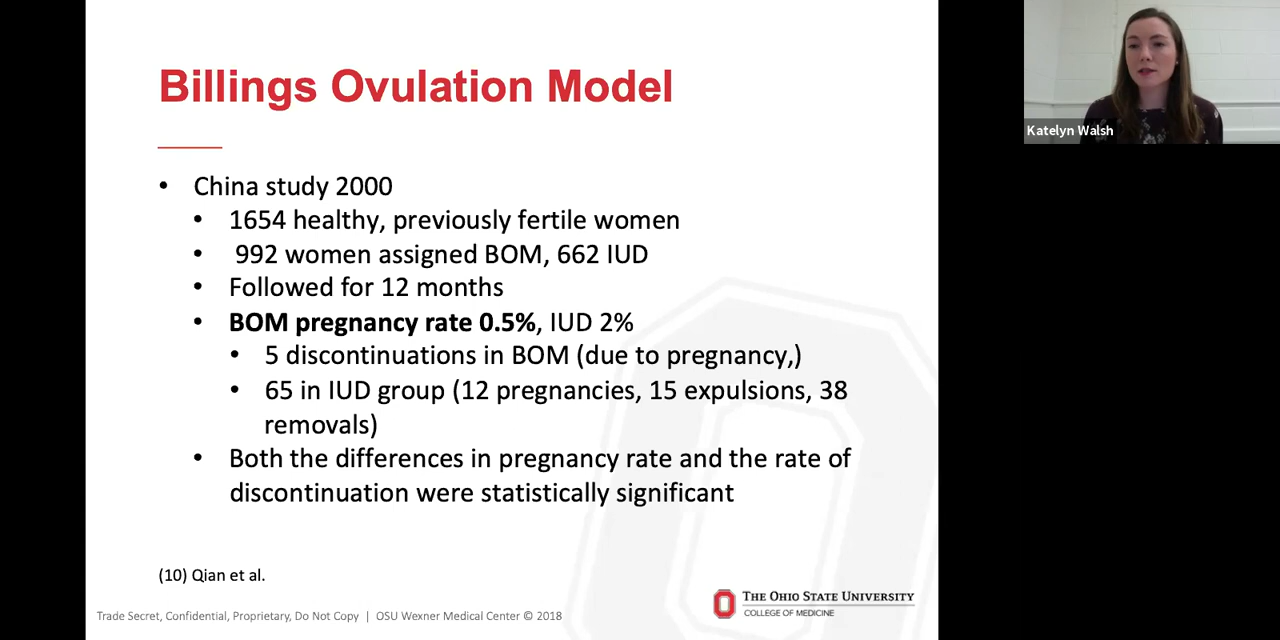 Billings Ovulation Model
• China study 2000
• 1654 healthy, previously fertile women
• 992 women assigned BOM, 662 IUD
• Followed for 12 months
• BOM pregnancy rate 0.5%, IUD 2%
• 5 discontinuations in BOM (due to pregnancy,)
• 65 in IUD group (12 pregnancies, 15 expulsions, 38
removals)
• Both the differences in pregnancy rate and the rate of
discontinuation were statistically significant
(10) Qian et al.
Trade Secret, Confidential, Proprietary, Do Not Copy | OSU Wexner Medical Center © 2018
THE OHIO STATE UNIVERSITY
COLLEGE OF MEDICINE
Katelyn Walsh